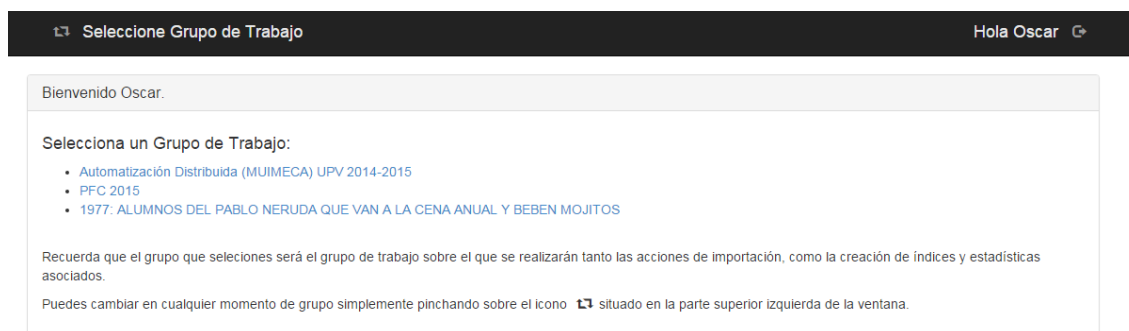 Seleccione Grupo de Trabajo
Hola Oscar
Bienvenido Oscar.
Selecciona un Grupo de Trabajo:
Automatización Distribuida (MUIMECA) UPV 2014-2015
PFC 2015
1977: ALUMNOS DEL PABLO NERUDA QUE VAN A LA CENA ANUAL Y BEBEN MOJITOS
Recuerda que el grupo que seleciones será el grupo de trabajo sobre el que se realizarán tanto las acciones de importación, como la creación de índices y estadísticas
asociados.
Puedes cambiar en cualquier momento de grupo simplemente pinchando sobre el icono situado en la parte superior izquierda de la ventana.